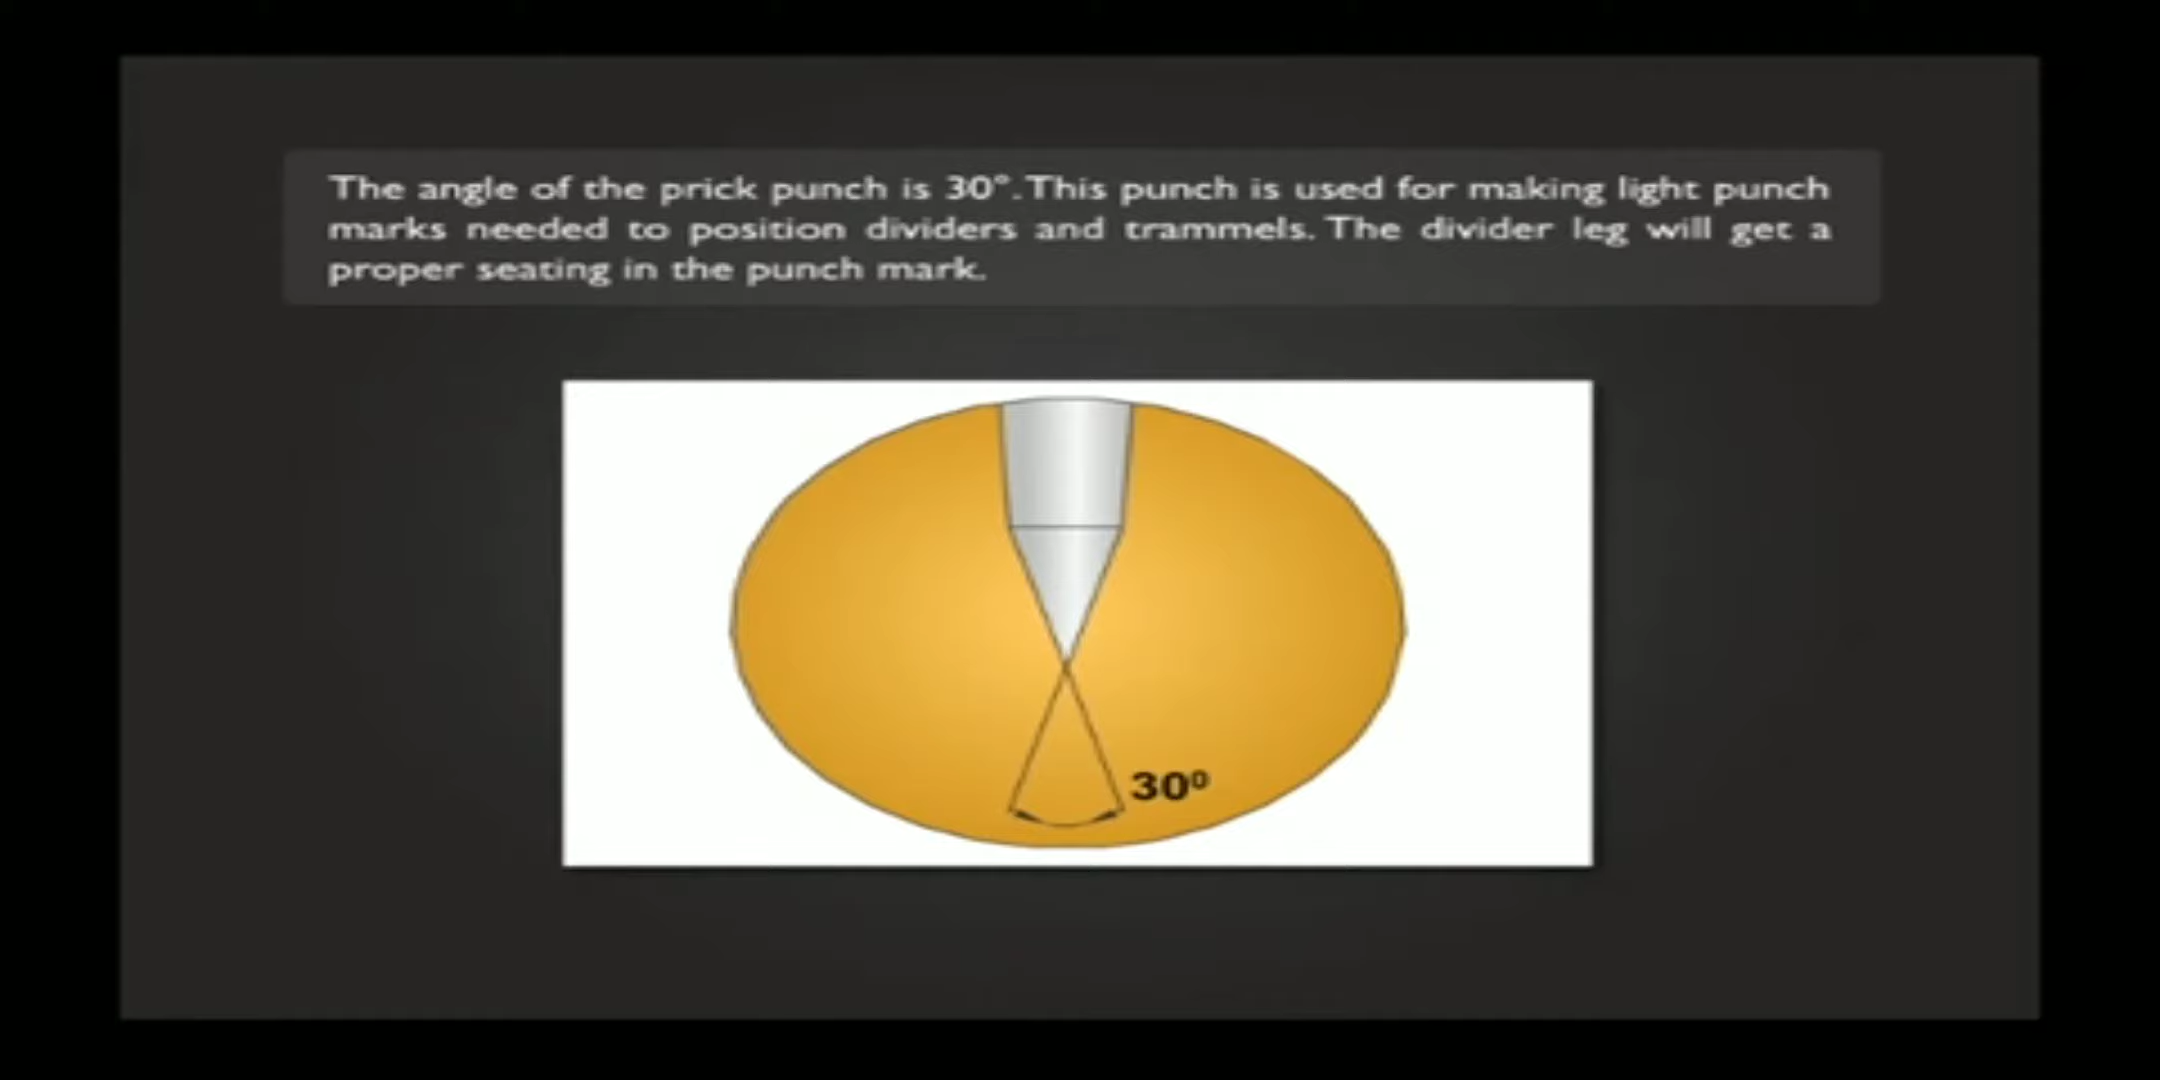 The angle of the prick punch is 30°. This punch is used for making light punch
marks needed to position dividers and trammels. The divider leg will get a
proper seating in the punch mark.
30⁰